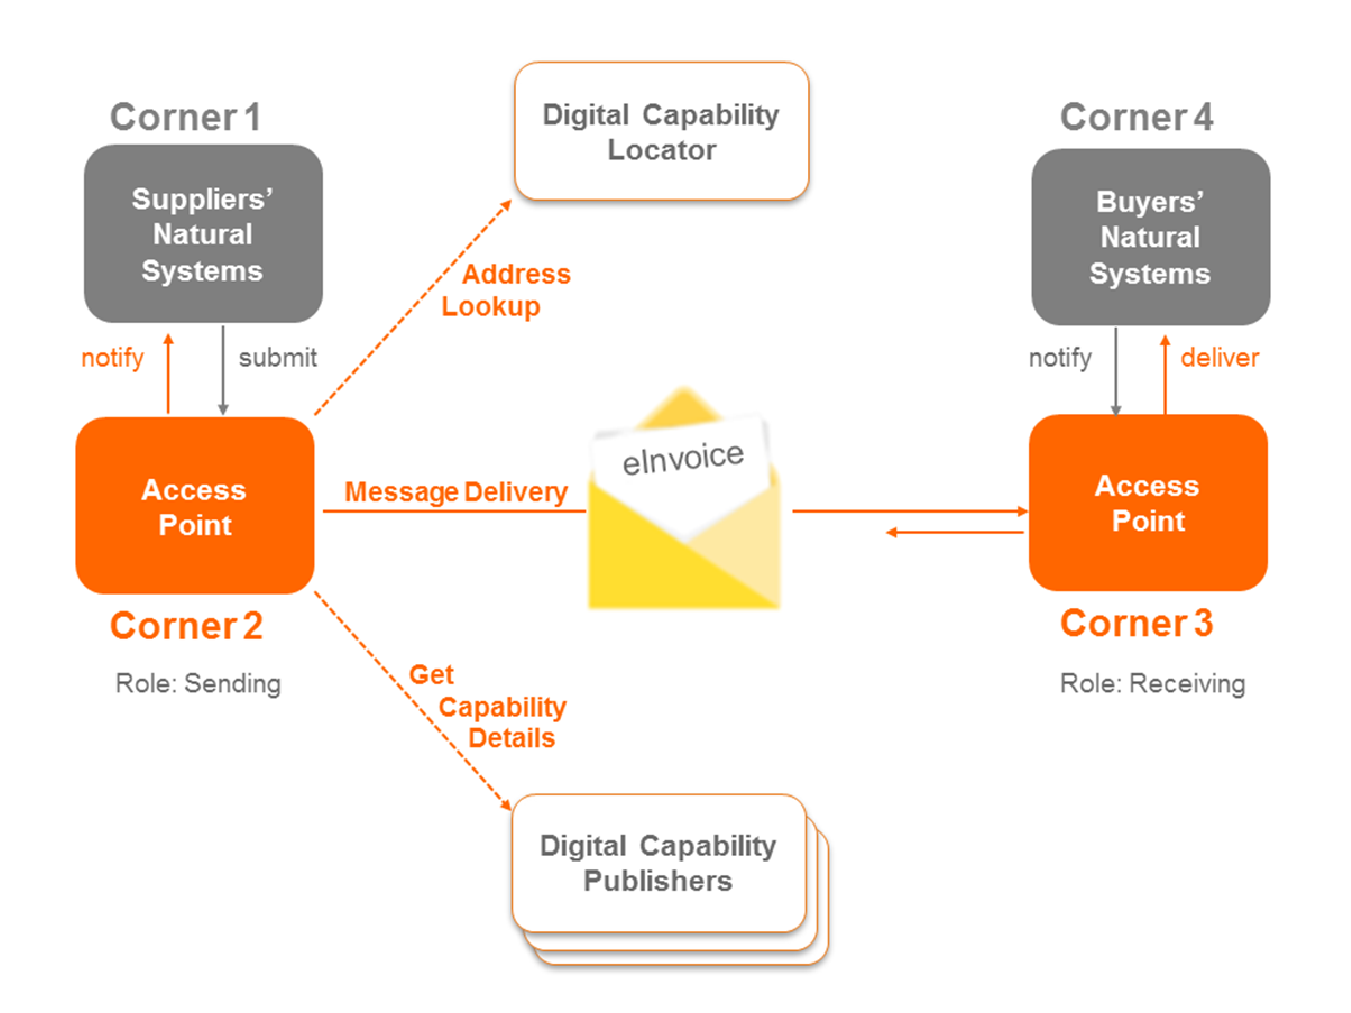 Corner 1
Suppliers’
Natural
Systems
notify
submit
Access
Point
Corner 2
Role: Sending
Digital Capability
Locator
Address
Lookup
Message Delivery
eInvoice
Get
Capability
Details
Digital Capability
Publishers
Corner 4
Buyers’
Natural
Systems
notify
deliver
Access
Point
Corner 3
Role: Receiving